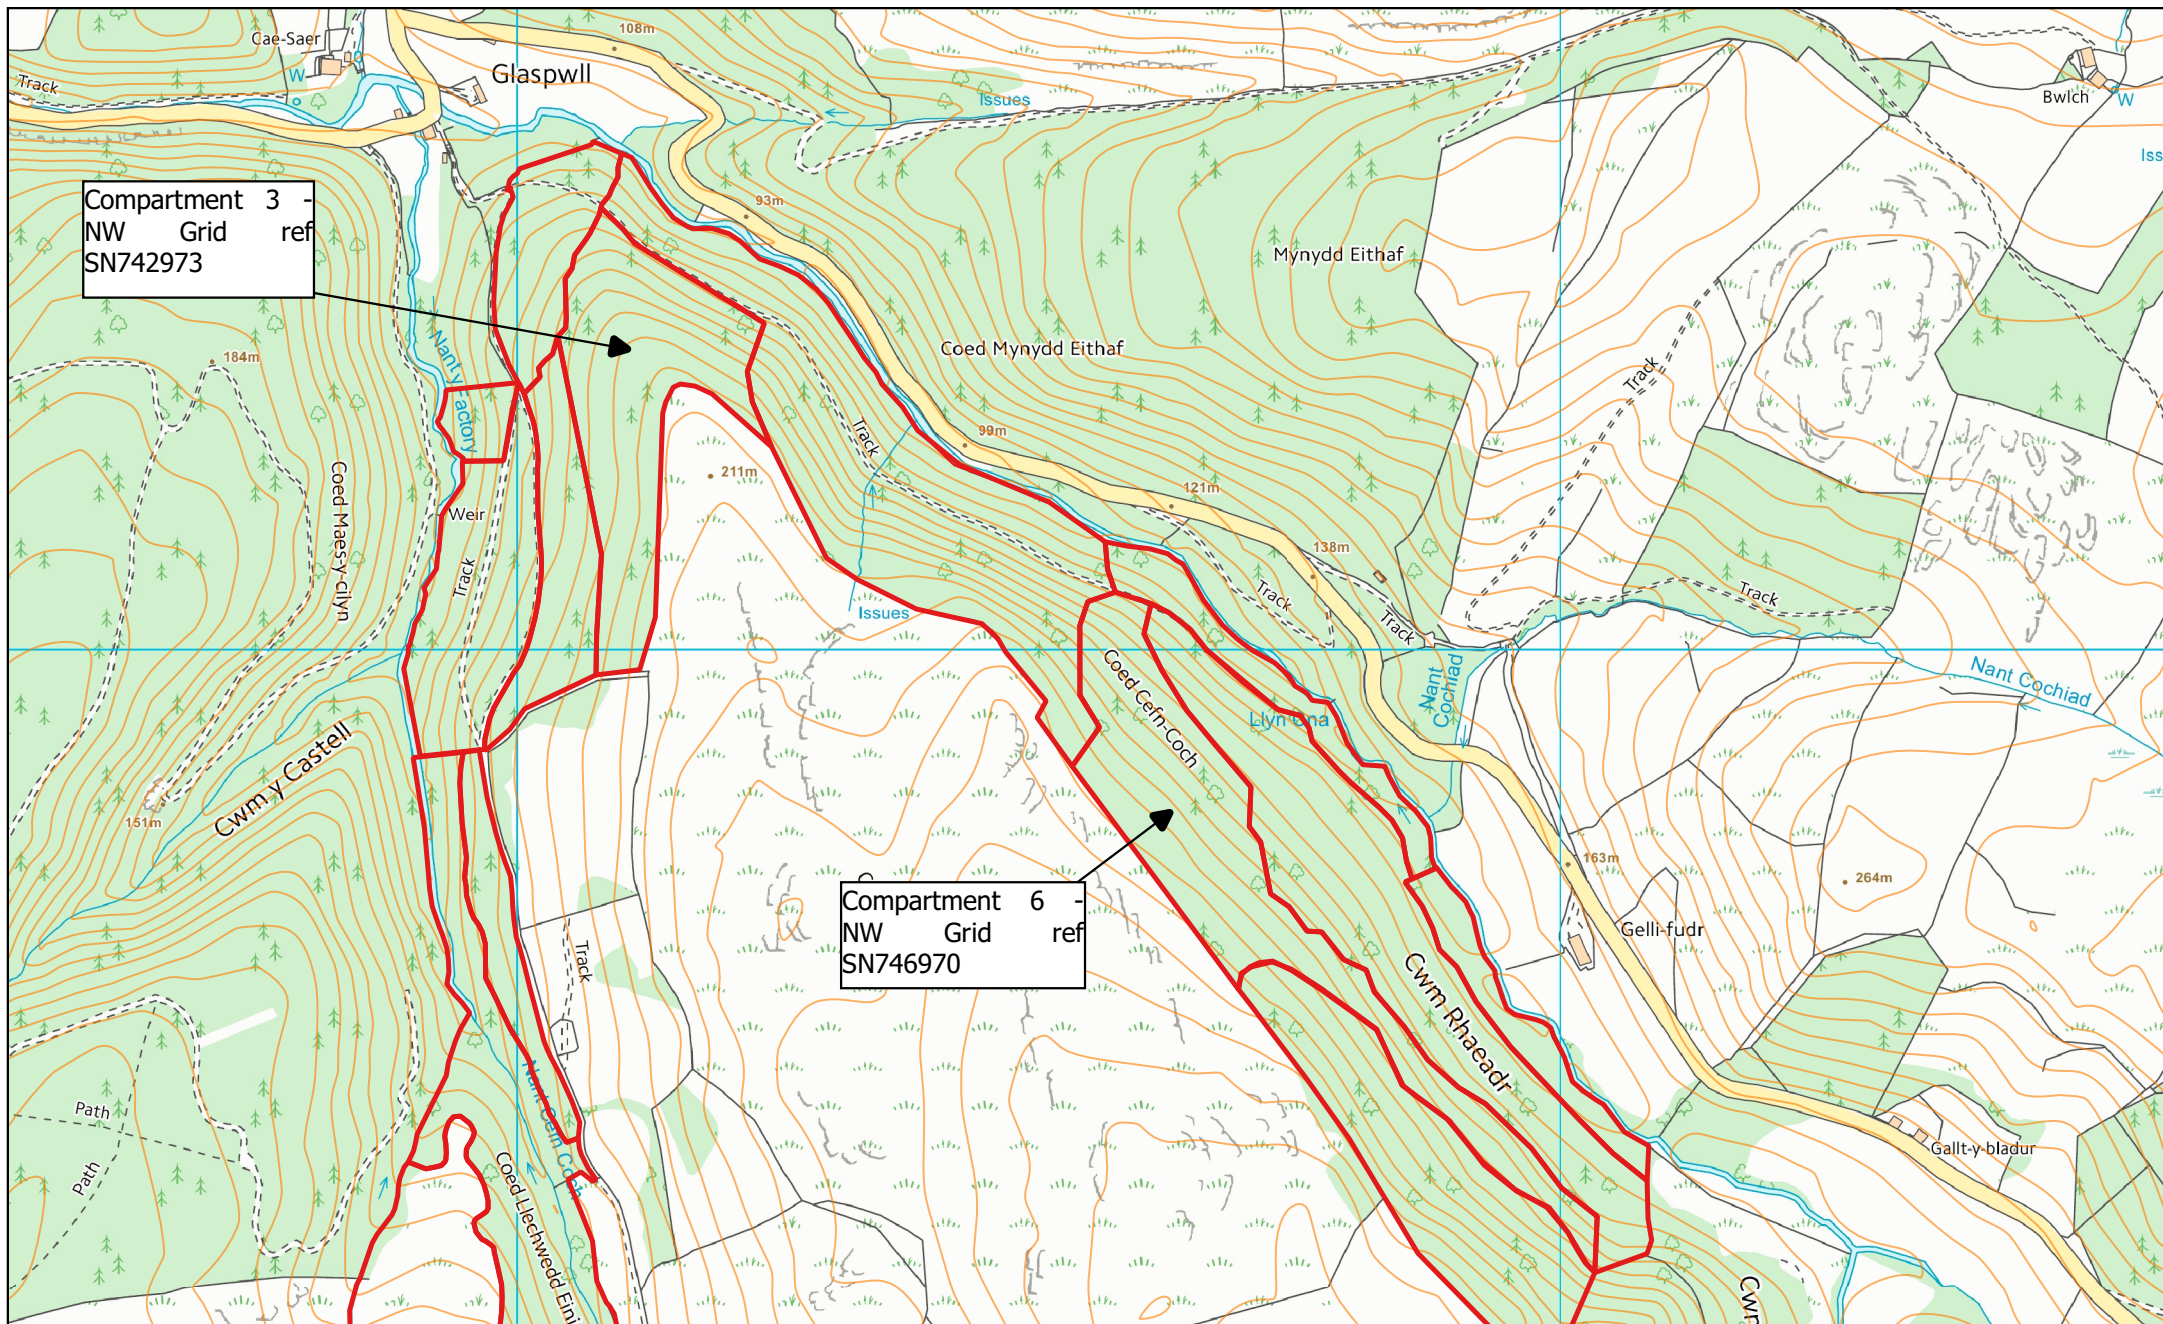 108m
Cae-Saer
Glaspwll
W
Track
Issues
Bwlch
W
Iss
Compartment 3 -
NW Grid ref
SN742973
93m
Mynydd Eithaf
Coed Mynydd Eithaf
184m
Nant y Factory
Track
Track
99m
211m
121m
Coed Maes-y-cilyn
Weir
138m
Track
Track
Track
Track
Issues
Nant
Cochiad
Nant Cochiad
Coed Cefn-Coch
Llyn Una
Cwm y Castell
151m
163m
264m
Compartment 6 -
NW Grid ref
SN746970
Gelli-fudr
Track
Cwm Rhaeadr
Nant Cefn Coch
Path
Path
Gallt-y-bladur
Coed Llechwedd Eini
Cwm